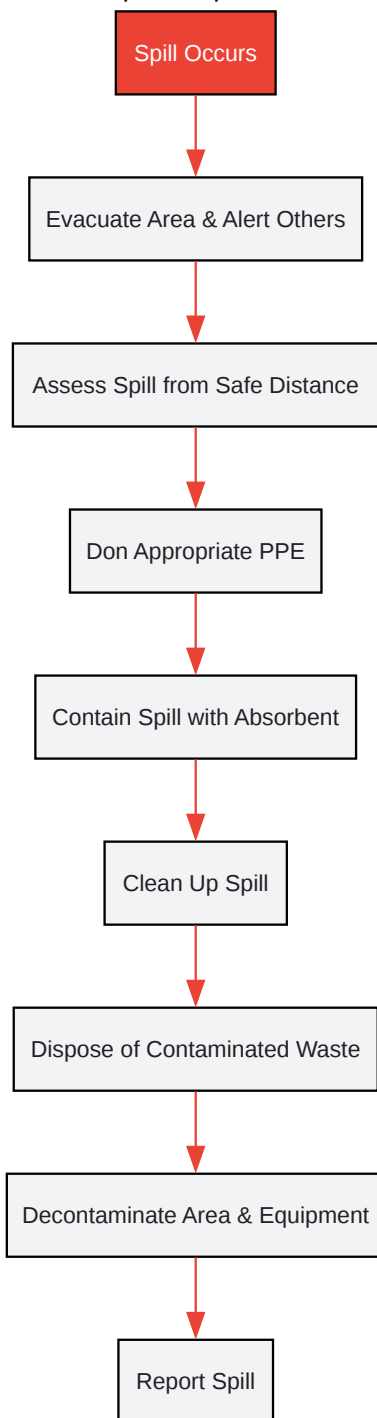 Spill Occurs
Evacuate Area & Alert Others
Assess Spill from Safe Distance
Don Appropriate PPE
Contain Spill with Absorbent
Clean Up Spill
Dispose of Contaminated Waste
Decontaminate Area & Equipment
Report Spill